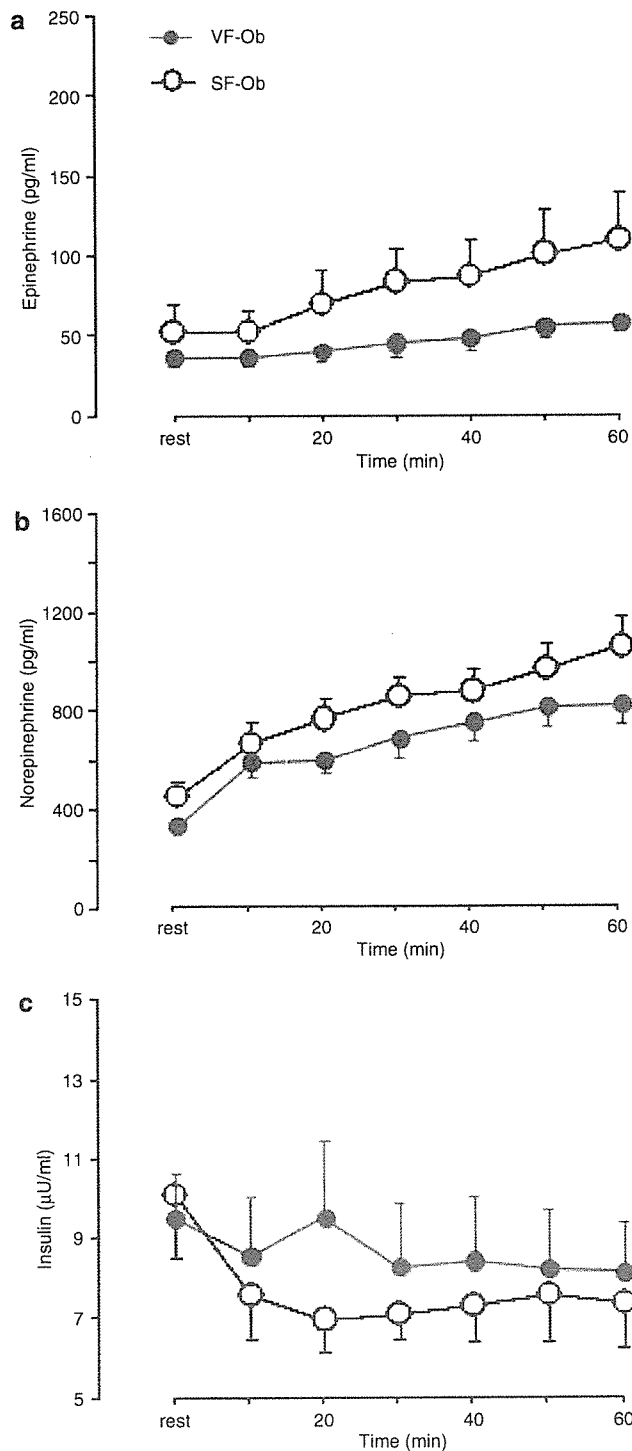 a
250
VF-Ob
200
SF-Ob
150
100
50
0
Epinephrine (pg/ml)
rest
20
40
60
Time (min)
b
1600
1200
800
400
0
Norepinephrine (pg/ml)
rest
20
40
60
Time (min)
c
15
13
11
9
7
5
Insulin (µU/ml)
rest
20
40
60
Time (min)